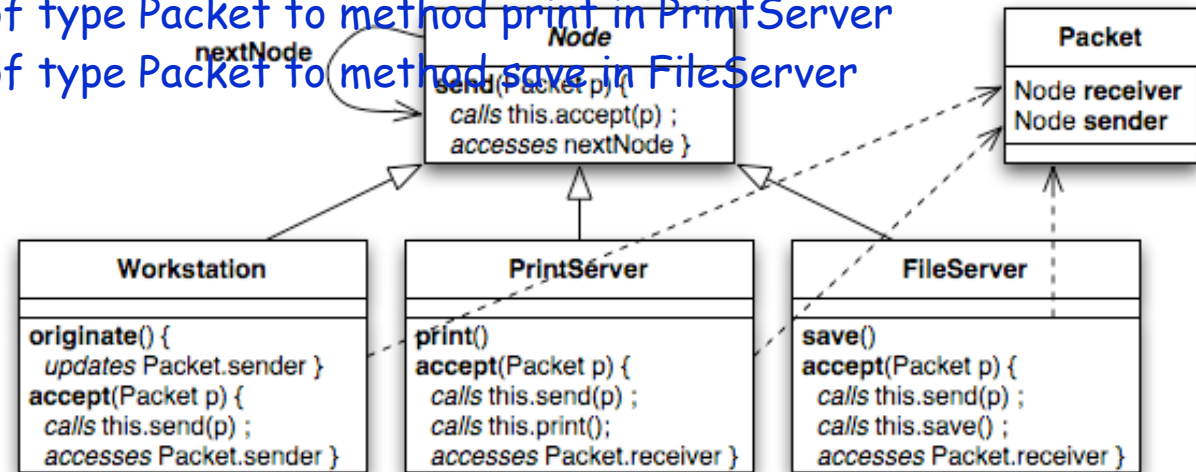 of type Packet to method print in PrintServer
of type Packet to method save in FileServer
nextNode
Node
send(Packet p) {
calls this.accept(p) ;
accesses nextNode }
Packet
Node receiver
Node sender
Workstation
originate() {
updates Packet.sender }
accept(Packet p) {
calls this.send(p) ;
accesses Packet.sender }
PrintServer
print()
accept(Packet p) {
calls this.send(p) ;
calls this.print();
accesses Packet.receiver }
FileServer
save()
accept(Packet p) {
calls this.send(p) ;
calls this.save() ;
accesses Packet.receiver }